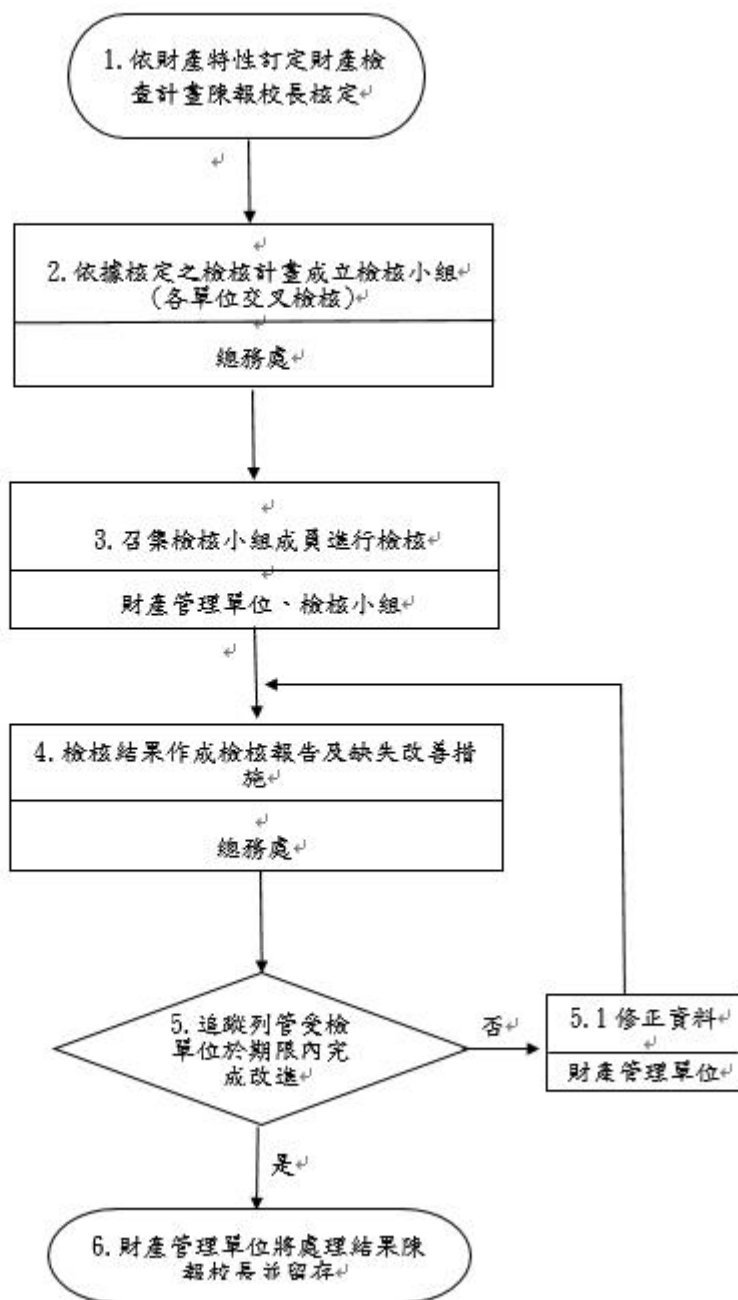 1.依財產特性訂定財產檢
查計畫陳報校長核定↵
↵
↵
2.依據核定之檢核計畫成立檢核小組↵
(各單位交叉檢核)↵
↵
總務處↵
↵
3.召集檢核小組成員進行檢核↵
↵
財產管理單位、檢核小組↵
↵
4.檢核結果作成檢核報告及缺失改善措
施↵
↵
總務處↵
5.追蹤列管受檢
單位於期限內完
成改進↵
否↵
5.1 修正資料↵
↵
財產管理單位↵
是↵
6.財產管理單位將處理結果陳
報校長並留存↵